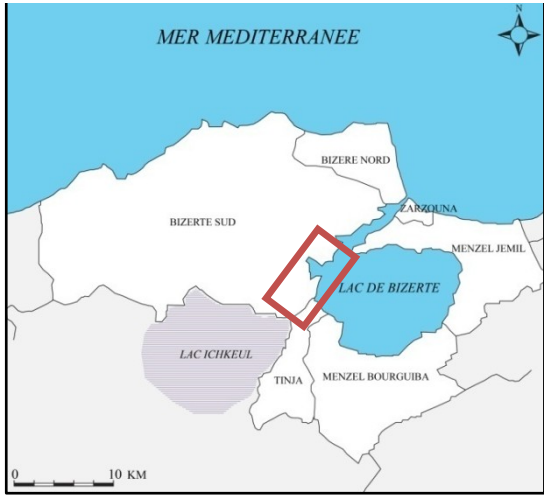 N
MER MEDITERRANEE
BIZERE NORD
ZARZOUNA
BIZERTE SUD
MENZEL JEMIL
LAC DE BIZERTE
LAC ICHKEUL
TINJA
MENZEL BOURGUIBA
0 10 KM